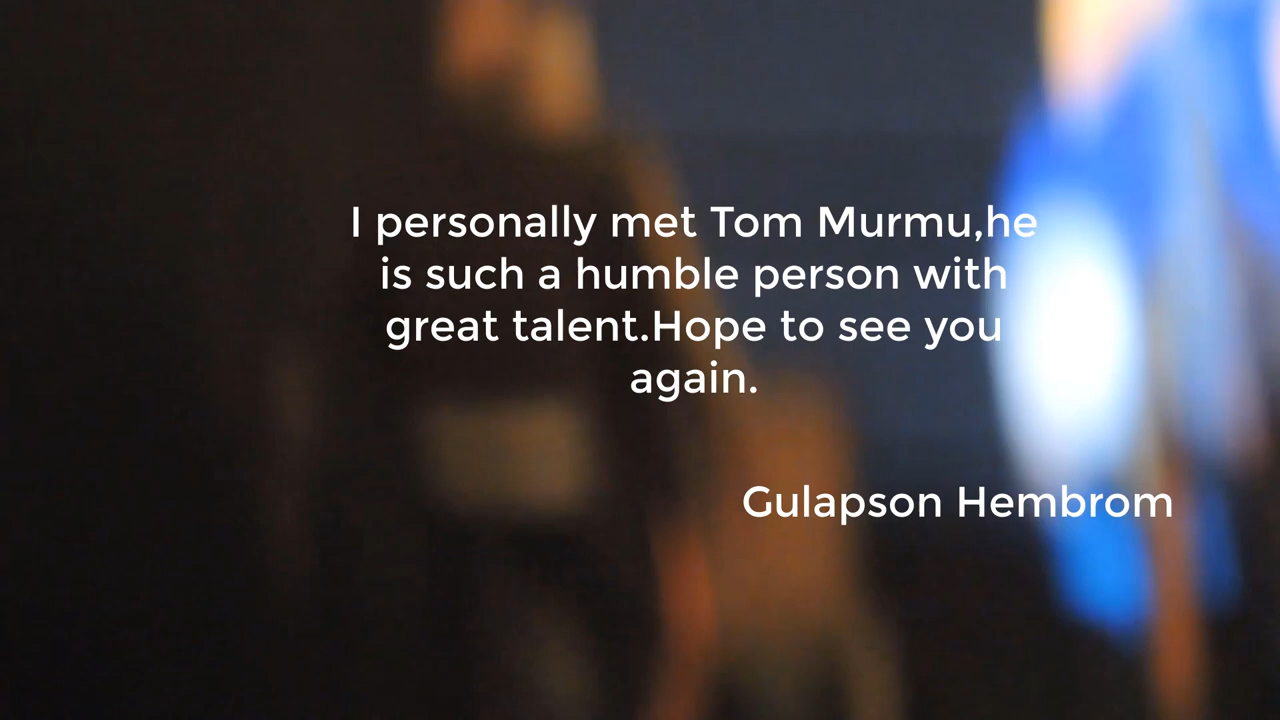 I personally met Tom Murmu,he
is such a humble person with
great talent.Hope to see you
again.
Gulapson Hembrom